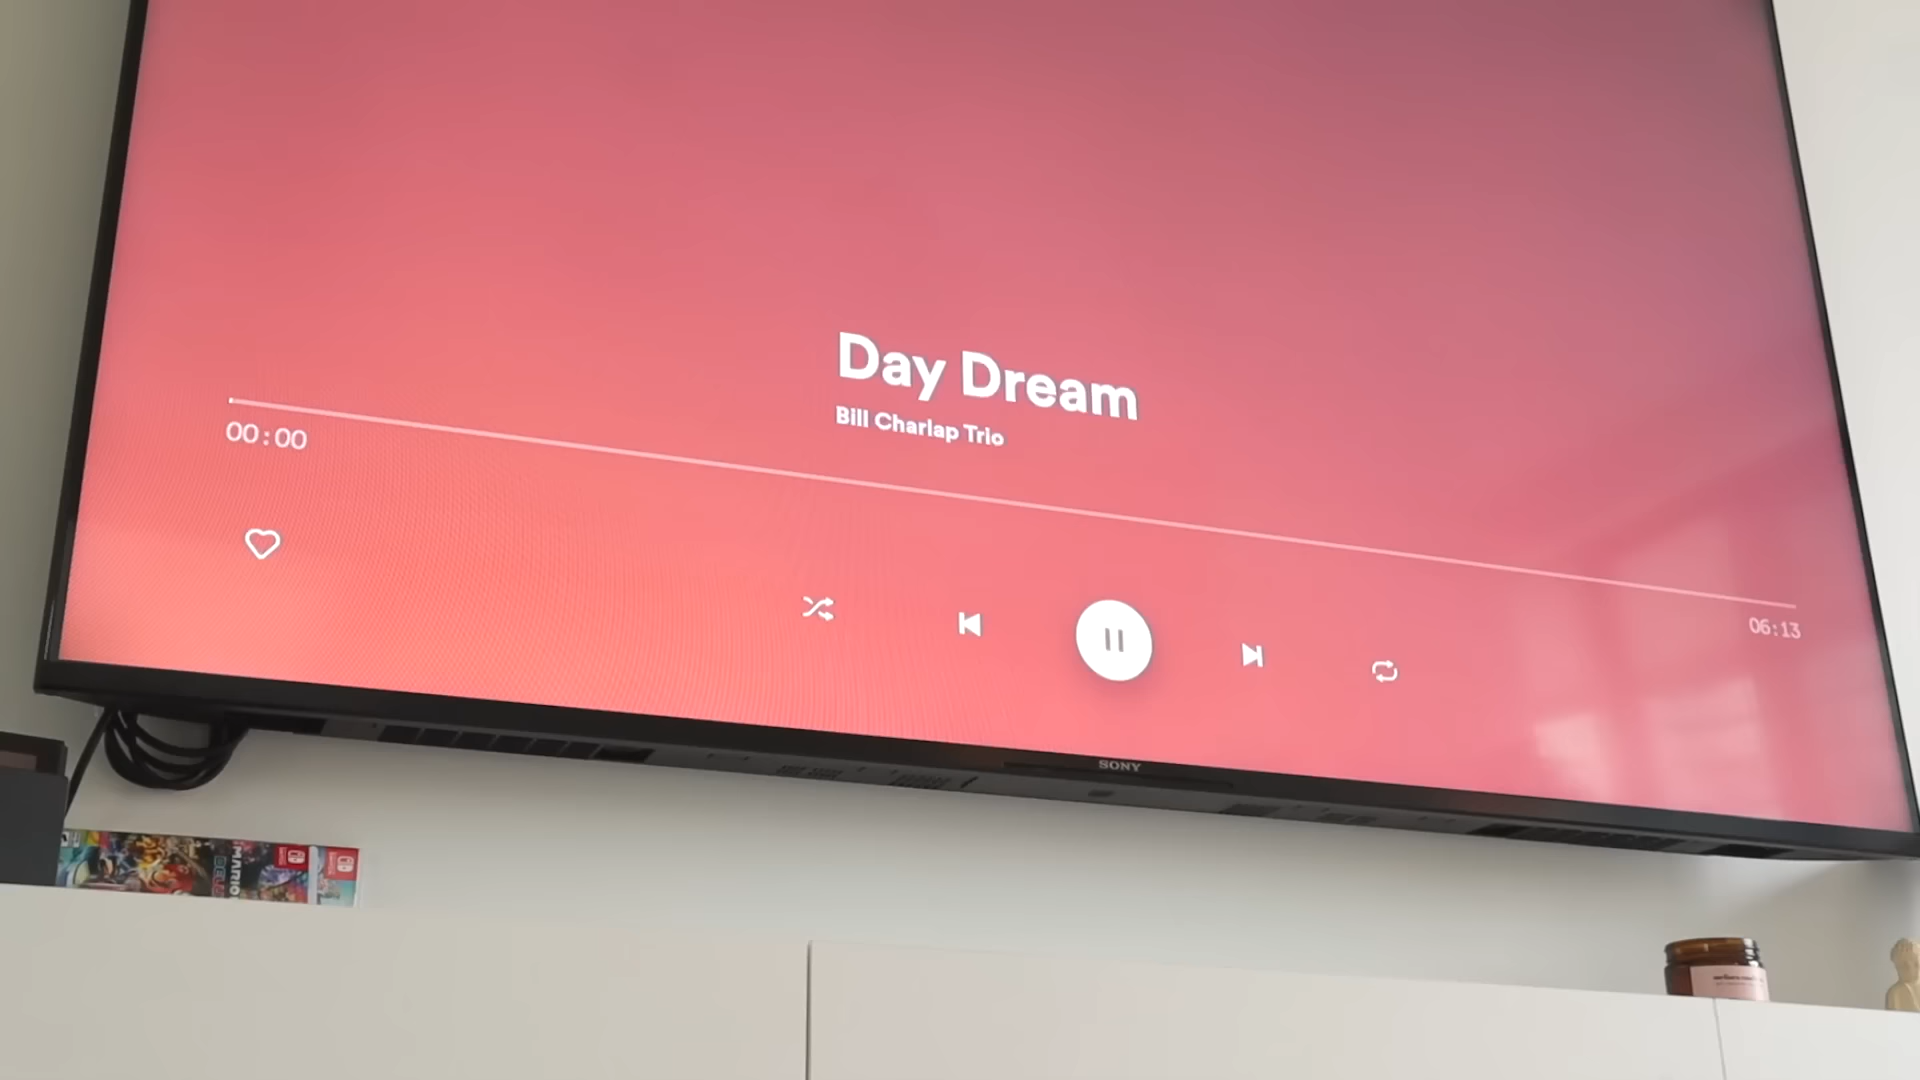 Day Dream
Bill Charlap Trio
00:00
06:13
SONY
MARIO